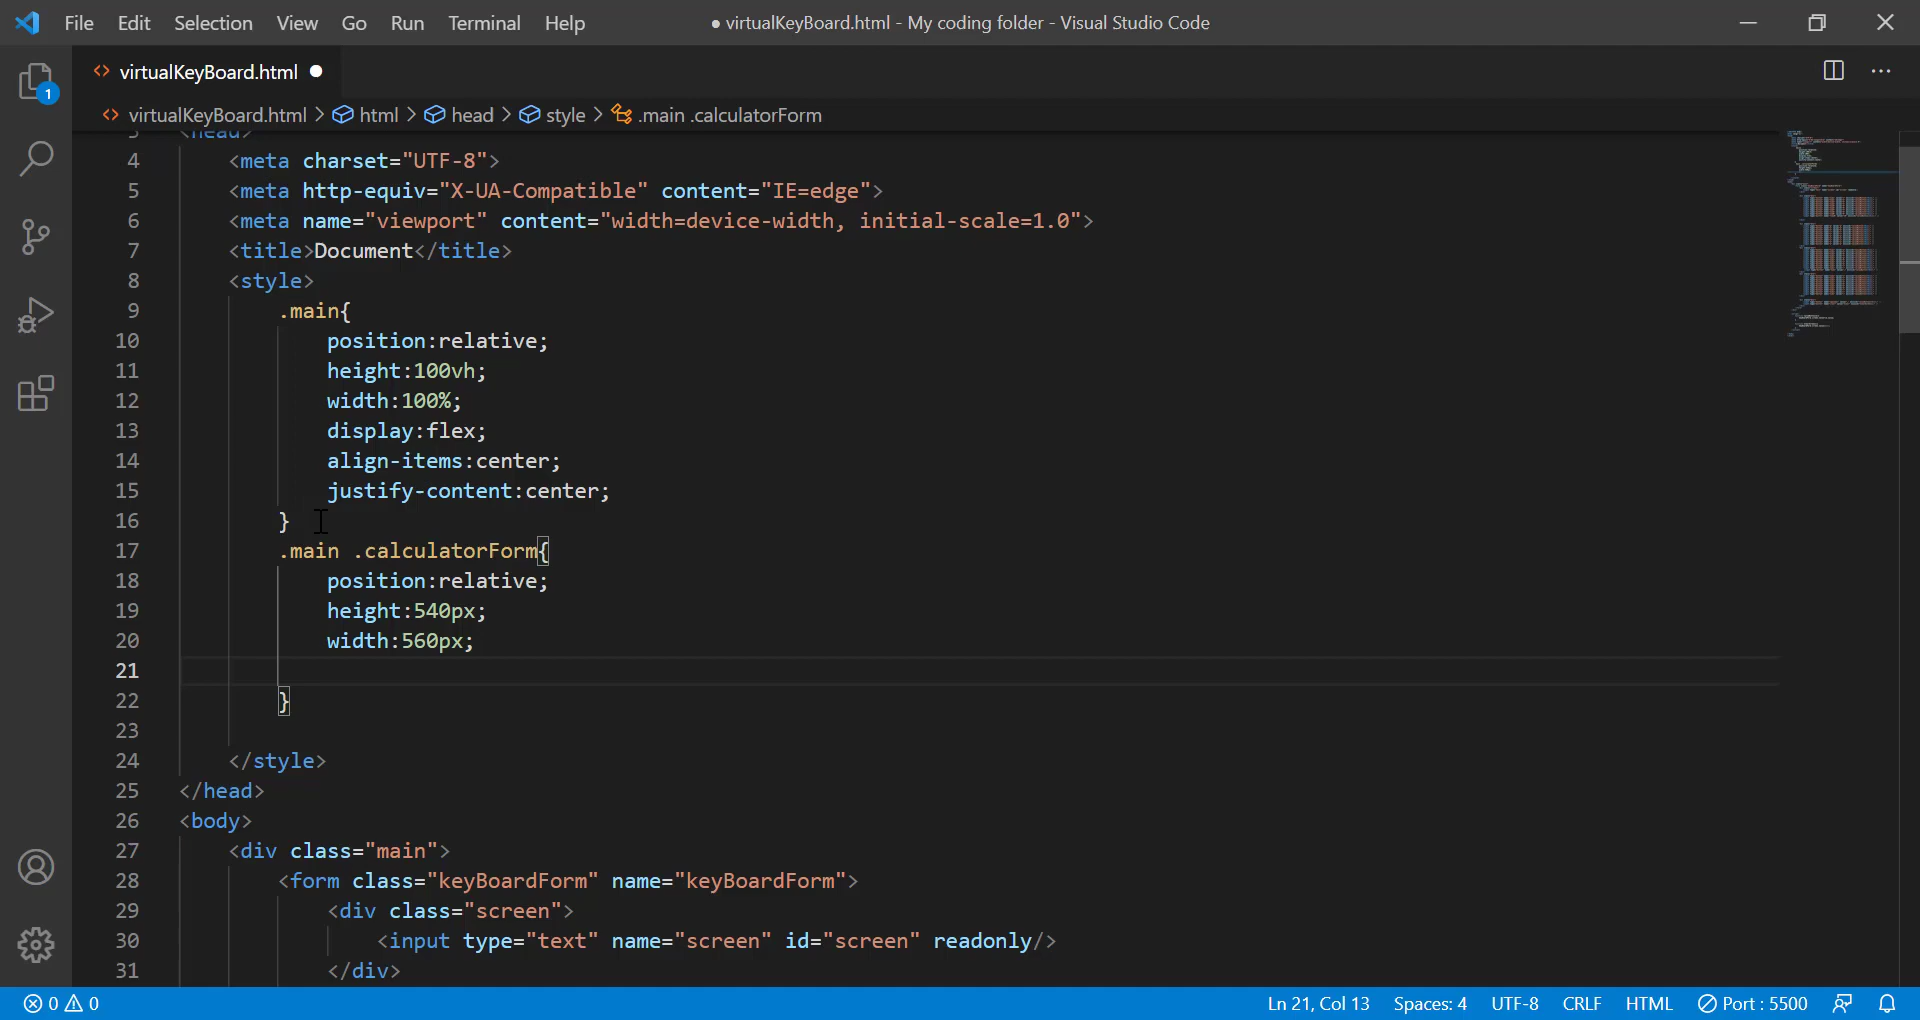 File Edit Selection View Go Run Terminal Help
● virtualKeyBoard.html - My coding folder - Visual Studio Code
1
<> virtualKeyBoard.html ●
<> virtualKeyBoard.html > html > head > style > .main .calculatorForm
3 <head>
4 <meta charset="UTF-8">
5 <meta http-equiv="X-UA-Compatible" content="IE=edge">
6 <meta name="viewport" content="width=device-width, initial-scale=1.0">
7 <title>Document</title>
8 <style>
9 .main{
10 position:relative;
11 height:100vh;
12 width:100%;
13 display:flex;
14 align-items:center;
15 justify-content:center;
16 }
17 .main .calculatorForm{
18 position:relative;
19 height:540px;
20 width:560px;
21
22 }
23
24 </style>
25 </head>
26 <body>
27 <div class="main">
28 <form class="keyBoardForm" name="keyBoardForm">
29 <div class="screen">
30 <input type="text" name="screen" id="screen" readonly/>
31 </div>
0 0 Ln 21, Col 13 Spaces: 4 UTF-8 CRLF HTML Port : 5500